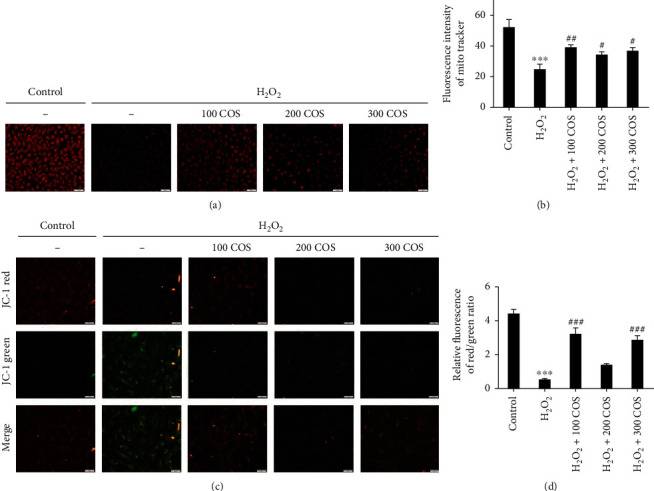 Control
H₂O₂
–
–
100 COS
200 COS
300 COS
(a)
Fluorescence intensity
of mito tracker
60
40
20
0
***
##
#
#
Control
H₂O₂
H₂O₂ + 100 COS
H₂O₂ + 200 COS
H₂O₂ + 300 COS
(b)
Control
H₂O₂
–
–
100 COS
200 COS
300 COS
JC-1 red
JC-1 green
Merge
(c)
Relative fluorescence
of red/green ratio
6
4
2
0
***
###
###
Control
H₂O₂
H₂O₂ + 100 COS
H₂O₂ + 200 COS
H₂O₂ + 300 COS
(d)